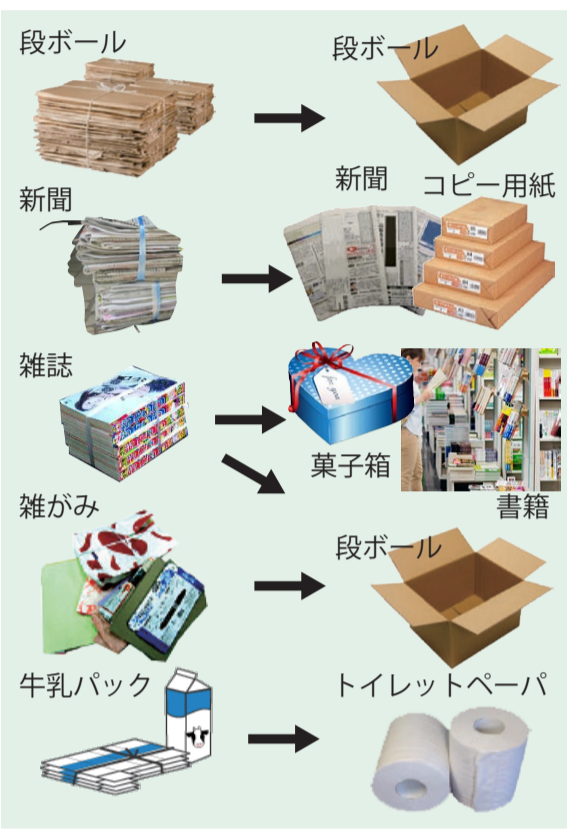 段ボール
段ボール
新聞
新聞
コピー用紙
雑誌
for you
菓子箱
書籍
雑がみ
段ボール
牛乳パック
トイレットペーパ